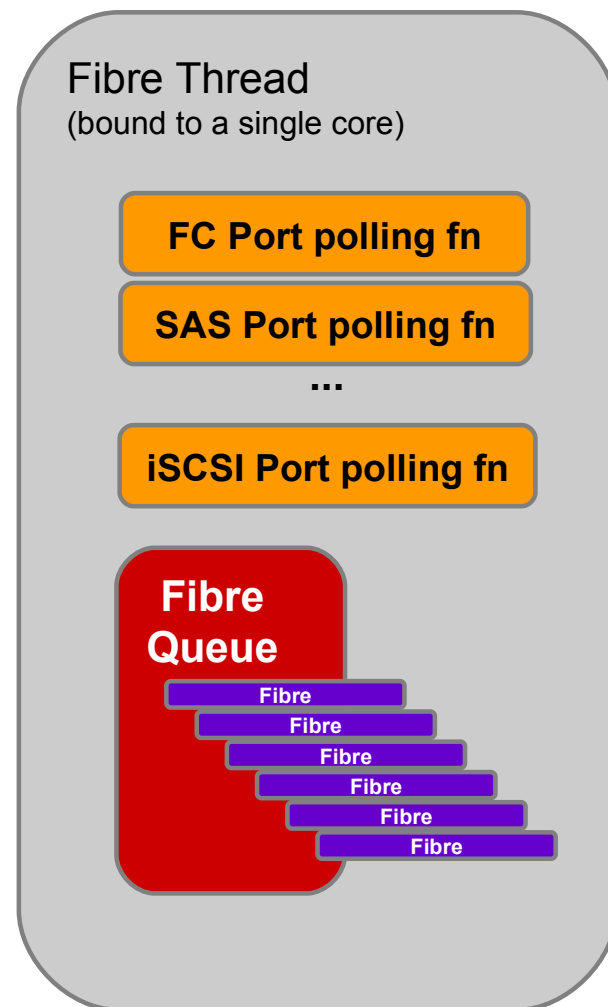 Fibre Thread
(bound to a single core)
FC Port polling fn
SAS Port polling fn
...
iSCSI Port polling fn
Fibre
Queue
Fibre
Fibre
Fibre
Fibre
Fibre
Fibre